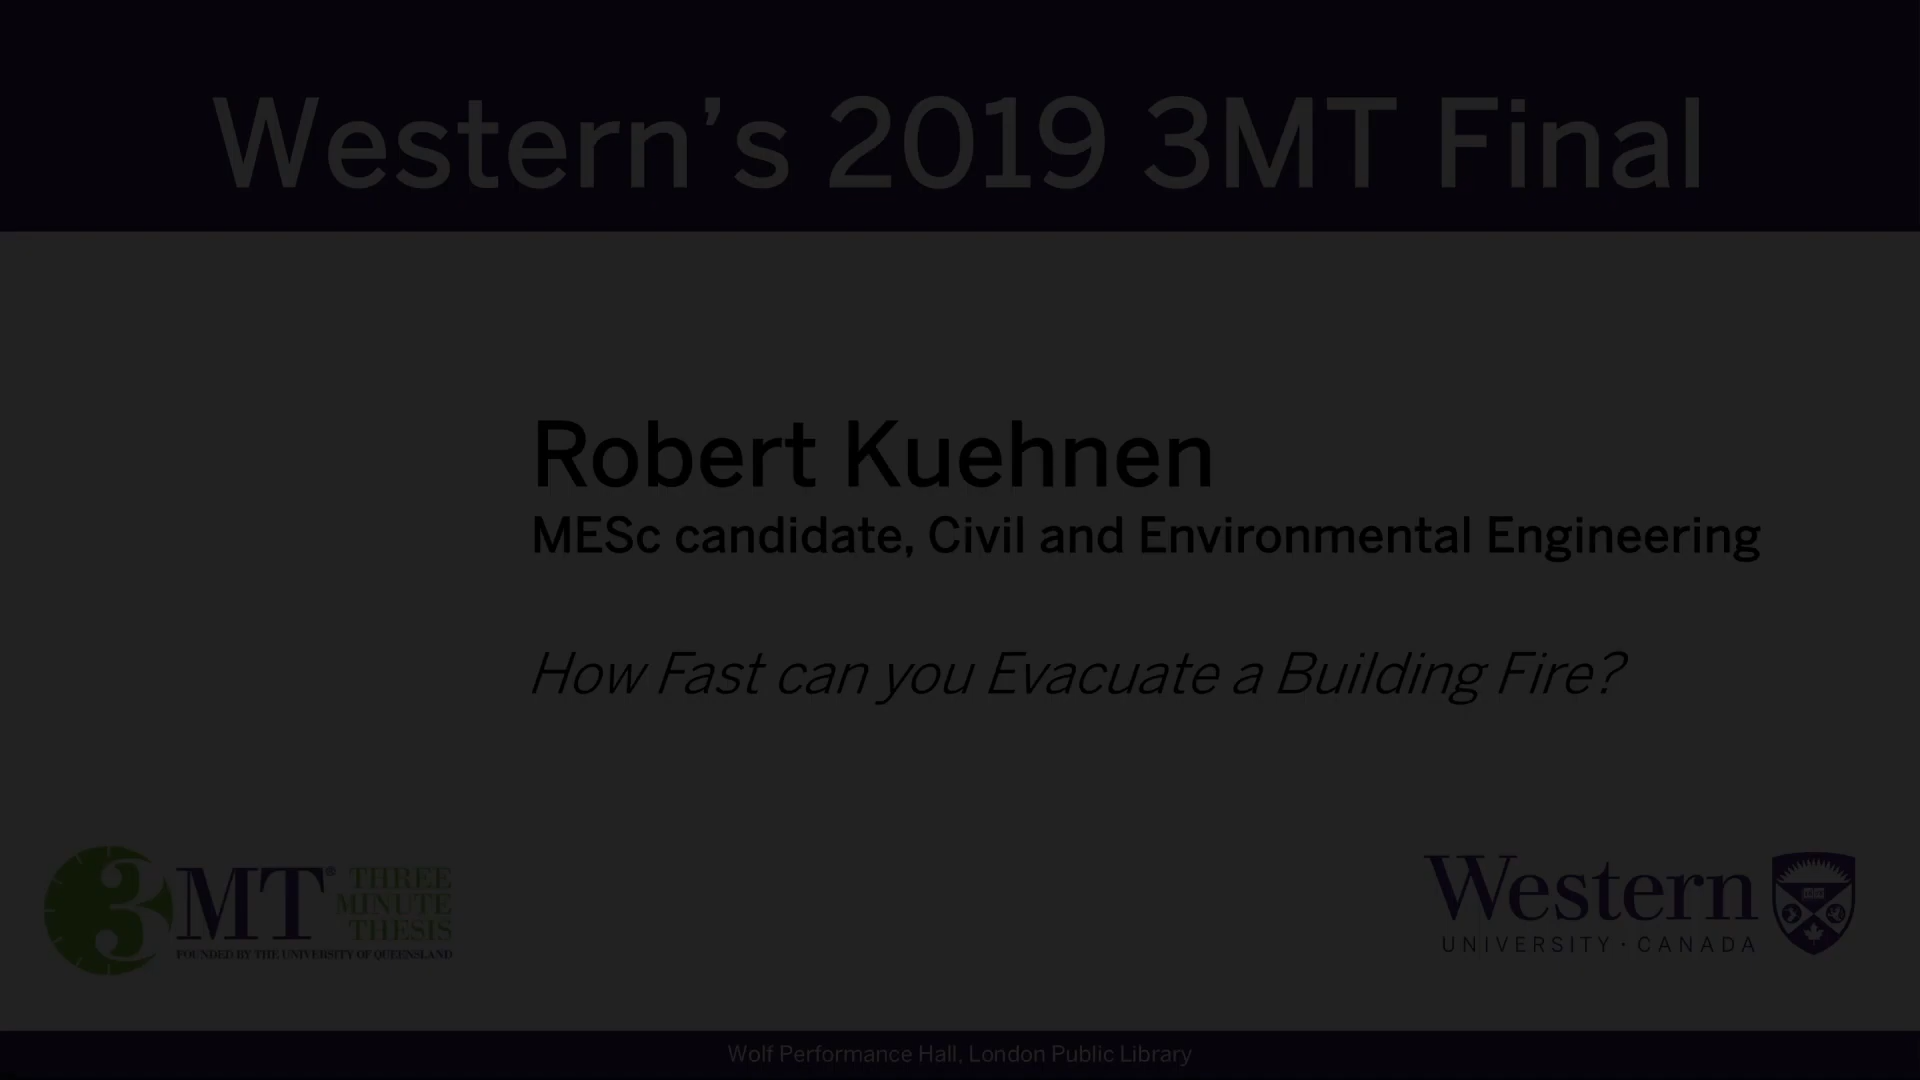 Western's 2019 3MT Final
Robert Kuehnen
MESc candidate, Civil and Environmental Engineering
How Fast can you Evacuate a Building Fire?
3MT® THREE
MINUTE
THESIS
FOUNDED BY THE UNIVERSITY OF QUEENSLAND
Western
UNIVERSITY · CANADA
Wolf Performance Hall, London Public Library